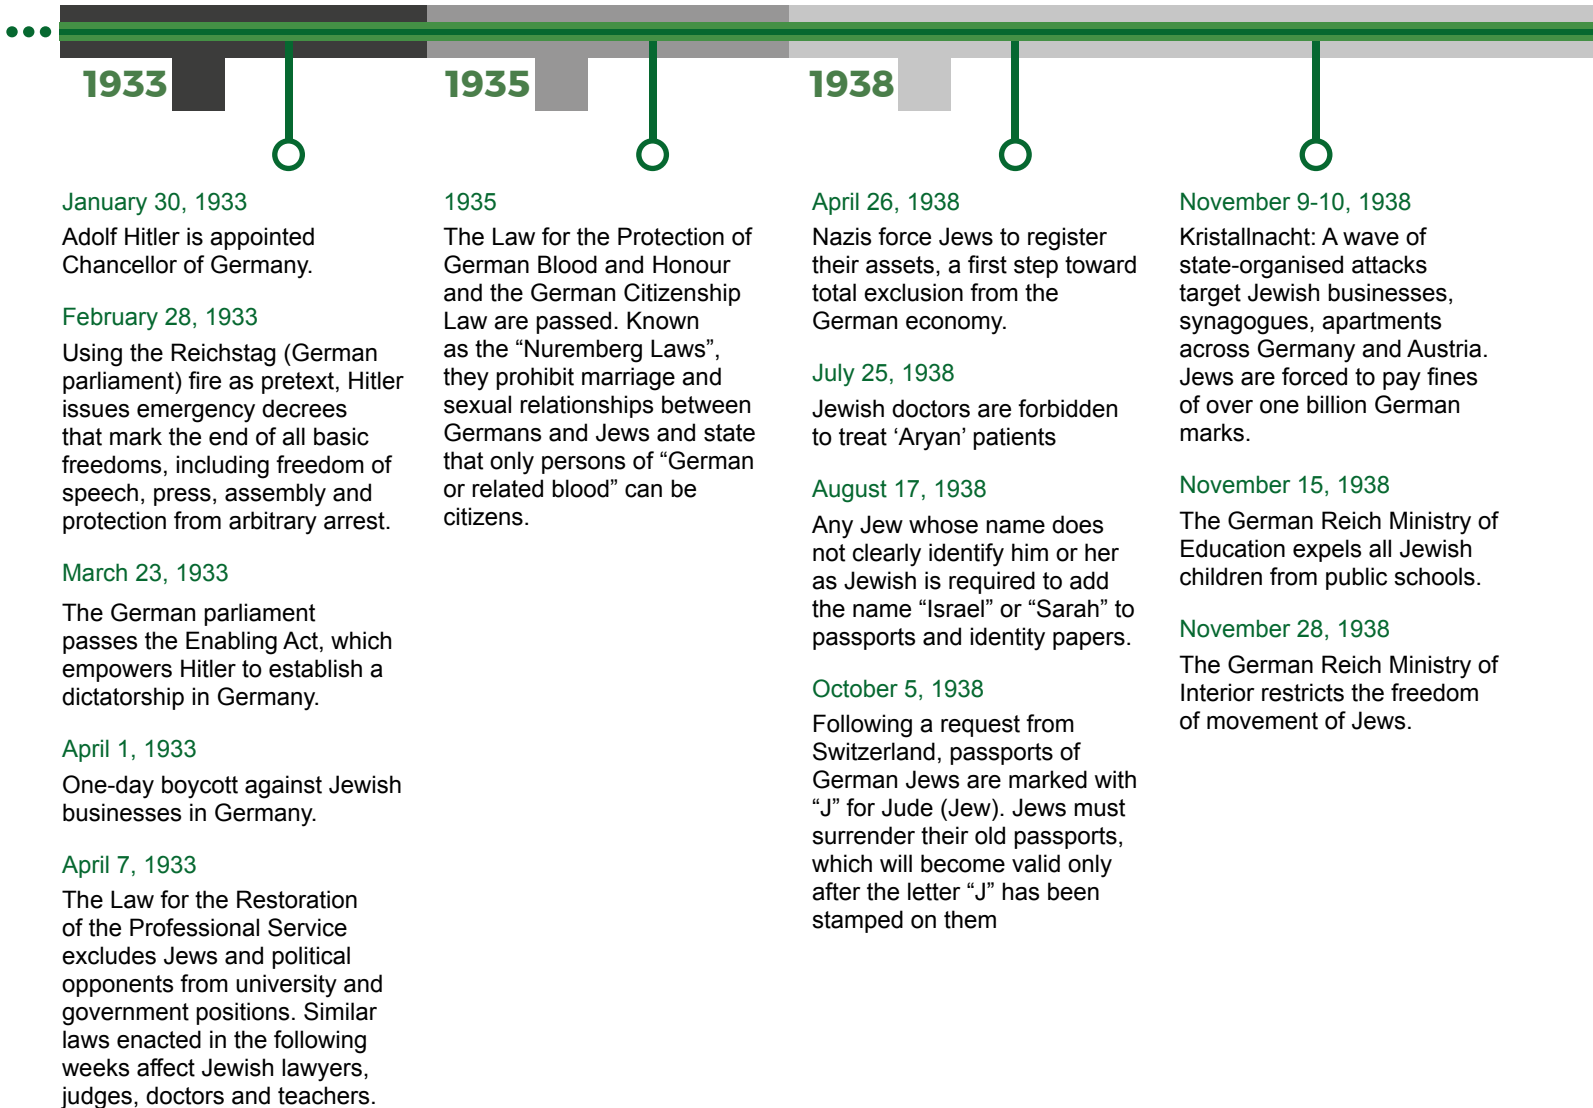 1933
January 30, 1933
Adolf Hitler is appointed
Chancellor of Germany.
February 28, 1933
Using the Reichstag (German
parliament) fire as pretext, Hitler
issues emergency decrees
that mark the end of all basic
freedoms, including freedom of
speech, press, assembly and
protection from arbitrary arrest.
March 23, 1933
The German parliament
passes the Enabling Act, which
empowers Hitler to establish a
dictatorship in Germany.
April 1, 1933
One-day boycott against Jewish
businesses in Germany.
April 7, 1933
The Law for the Restoration
of the Professional Service
excludes Jews and political
opponents from university and
government positions. Similar
laws enacted in the following
weeks affect Jewish lawyers,
judges, doctors and teachers.
1935
1935
The Law for the Protection of
German Blood and Honour
and the German Citizenship
Law are passed. Known
as the “Nuremberg Laws”,
they prohibit marriage and
sexual relationships between
Germans and Jews and state
that only persons of “German
or related blood” can be
citizens.
1938
April 26, 1938
Nazis force Jews to register
their assets, a first step toward
total exclusion from the
German economy.
July 25, 1938
Jewish doctors are forbidden
to treat ‘Aryan’ patients
August 17, 1938
Any Jew whose name does
not clearly identify him or her
as Jewish is required to add
the name “Israel” or “Sarah” to
passports and identity papers.
October 5, 1938
Following a request from
Switzerland, passports of
German Jews are marked with
“J” for Jude (Jew). Jews must
surrender their old passports,
which will become valid only
after the letter “J” has been
stamped on them
November 9-10, 1938
Kristallnacht: A wave of
state-organised attacks
target Jewish businesses,
synagogues, apartments
across Germany and Austria.
Jews are forced to pay fines
of over one billion German
marks.
November 15, 1938
The German Reich Ministry of
Education expels all Jewish
children from public schools.
November 28, 1938
The German Reich Ministry of
Interior restricts the freedom
of movement of Jews.